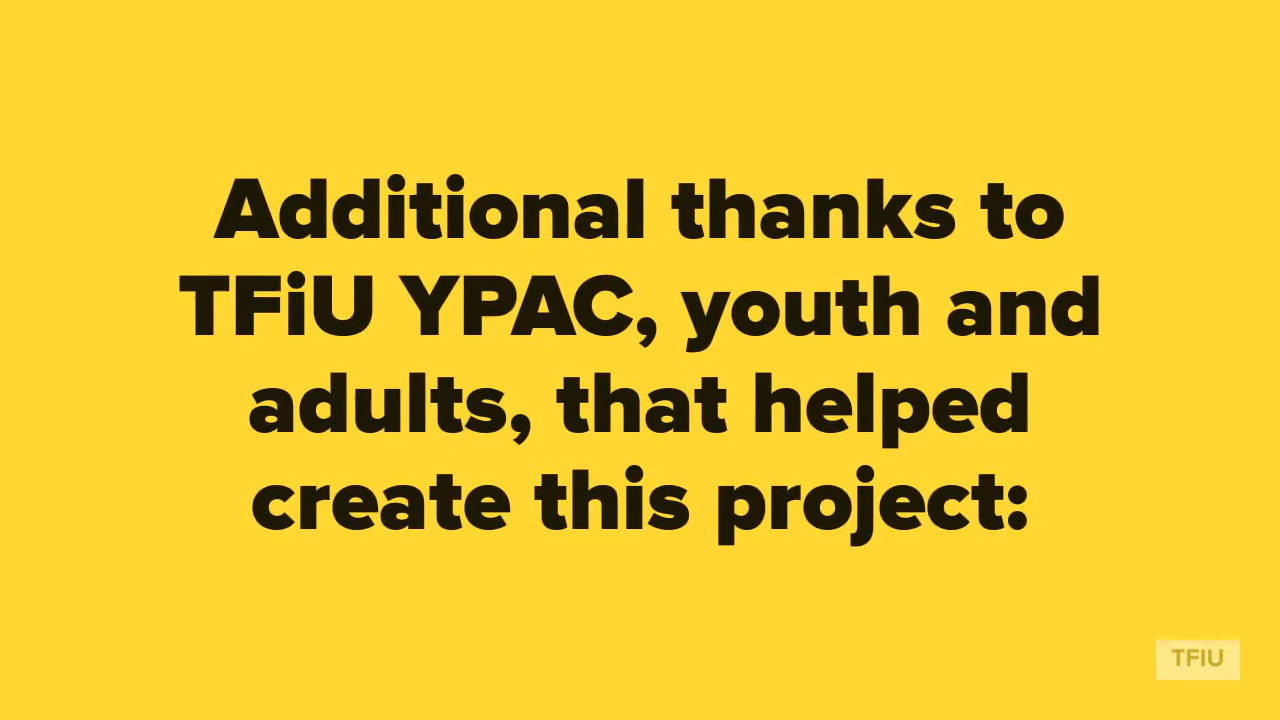 Additional thanks to
TFiU YPAC, youth and
adults, that helped
create this project:
TFIU